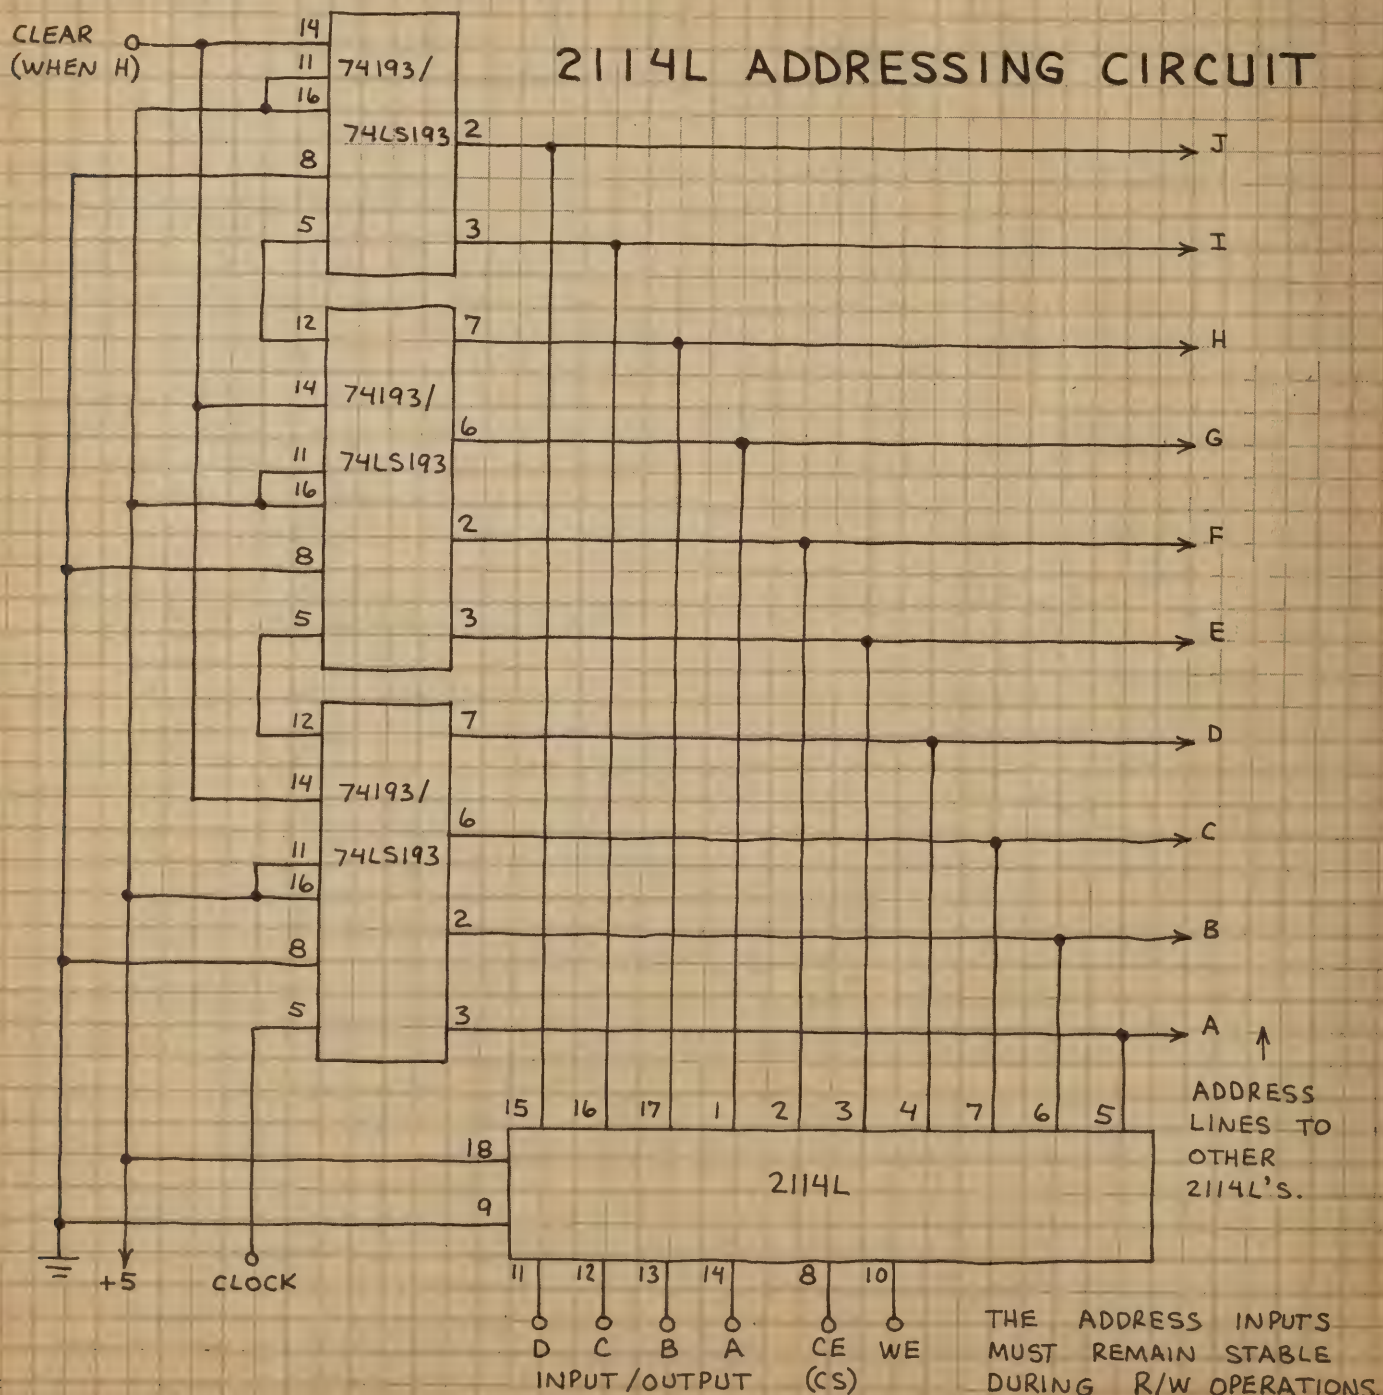 2114L ADDRESSING CIRCUIT
CLEAR
(WHEN H)
14
11
16
8
5
74193/
74LS193
2
3
J
I
12
14
11
16
8
5
74193/
74LS193
7
6
2
3
H
G
F
E
12
14
11
16
8
5
74193/
74LS193
7
6
2
3
D
C
B
A
ADDRESS
LINES TO
OTHER
2114L'S.
15 16 17 1 2 3 4 7 6 5
18
9
2114L
+5
CLOCK
11 12 13 14 8 10
D C B A CE WE
INPUT/OUTPUT (CS)
THE ADDRESS INPUTS
MUST REMAIN STABLE
DURING R/W OPERATIONS